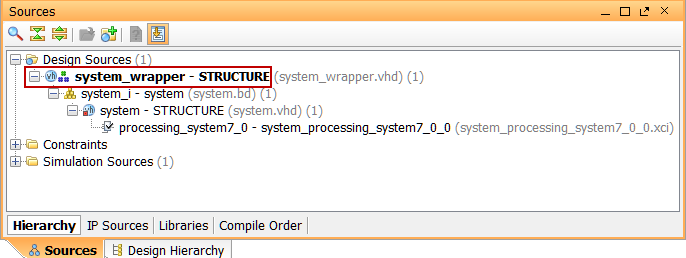 Sources
Design Sources (1)
system_wrapper - STRUCTURE (system_wrapper.vhd) (1)
system_i - system (system.bd) (1)
system - STRUCTURE (system.vhd) (1)
processing_system7_0 - system_processing_system7_0_0 (system_processing_system7_0_0.xci)
Constraints
Simulation Sources (1)
Hierarchy IP Sources Libraries Compile Order
Sources Design Hierarchy